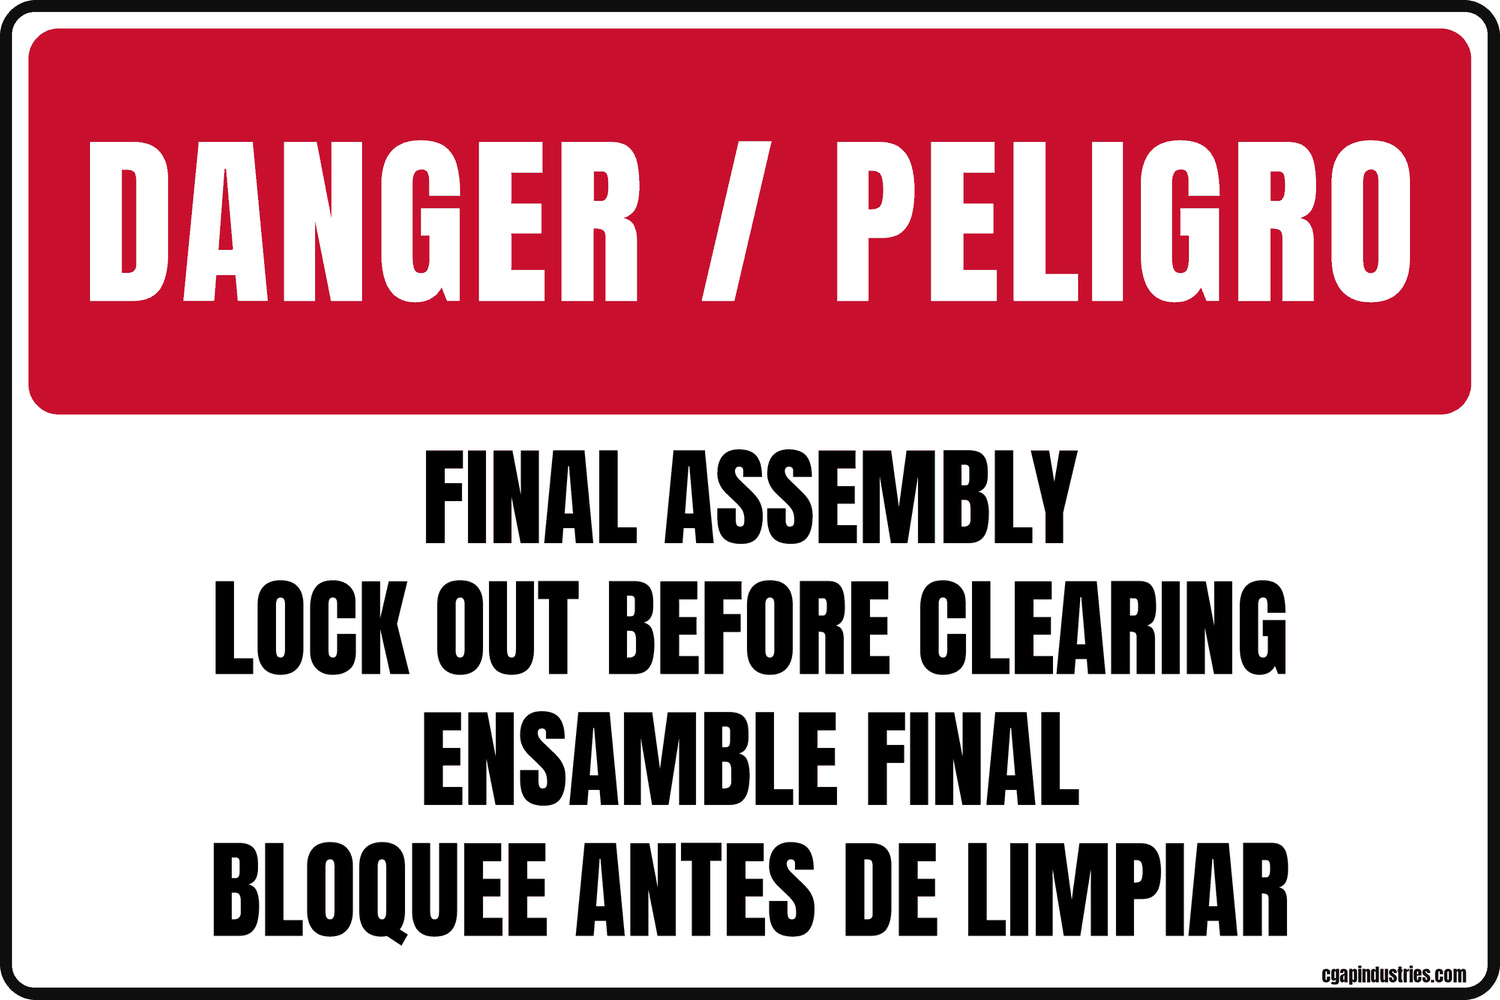 DANGER / PELIGRO
FINAL ASSEMBLY
LOCK OUT BEFORE CLEARING
ENSAMBLE FINAL
BLOQUEE ANTES DE LIMPIAR
cgapindustries.com